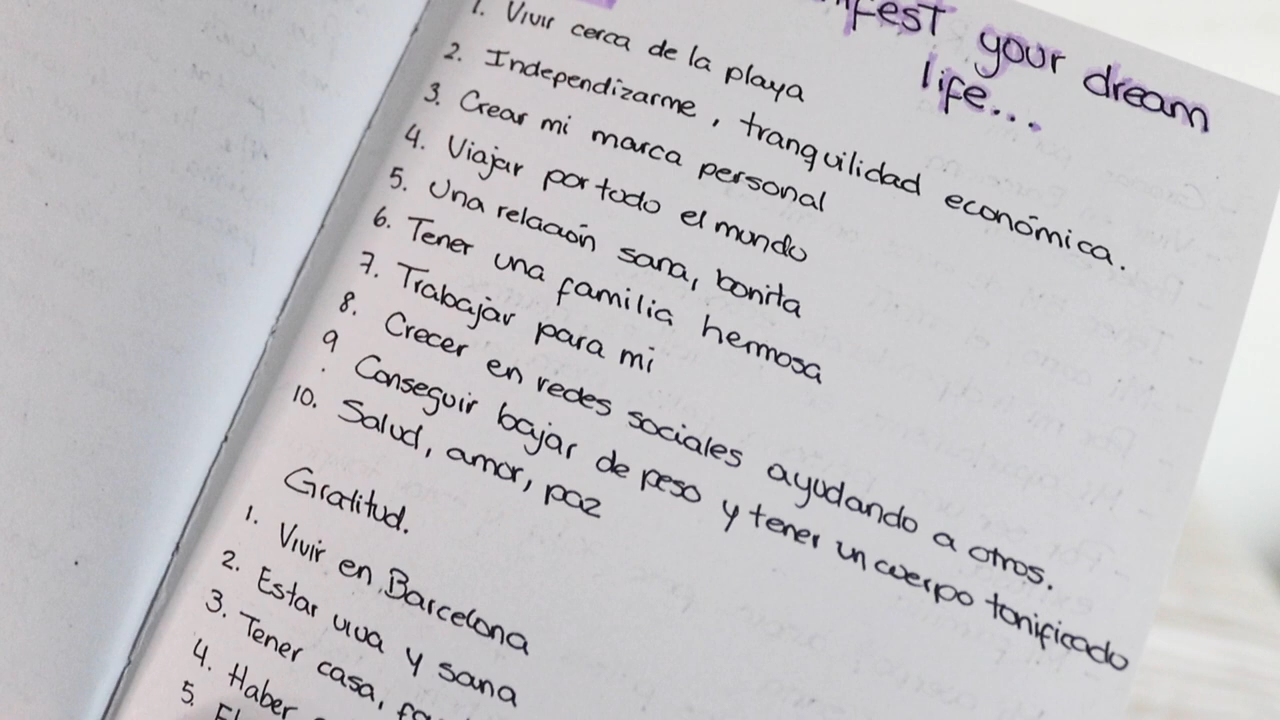 your dream
life...
1. Vivir cerca de la playa
2. Independizarme, tranquilidad económica.
3. Crear mi marca personal
4. Viajar por todo el mundo
5. Una relación sana, bonita
6. Tener una familia hermosa
7. Trabajar para mi
8. Crecer en redes sociales ayudando a otros.
9. Conseguir bajar de peso y tener un cuerpo tonificado
10. Salud, amor, paz
Gratitud.
1. Vivir en Barcelona
2. Estar viva y sana
3. Tener casa,
4. Haber
5.